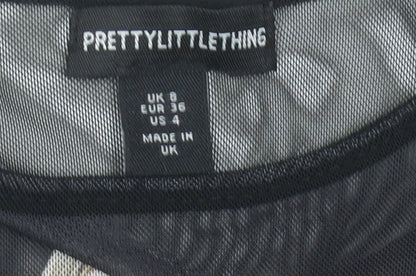 PRETTYLITTLETHING
UK 8
EUR 36
US 4
MADE IN
UK